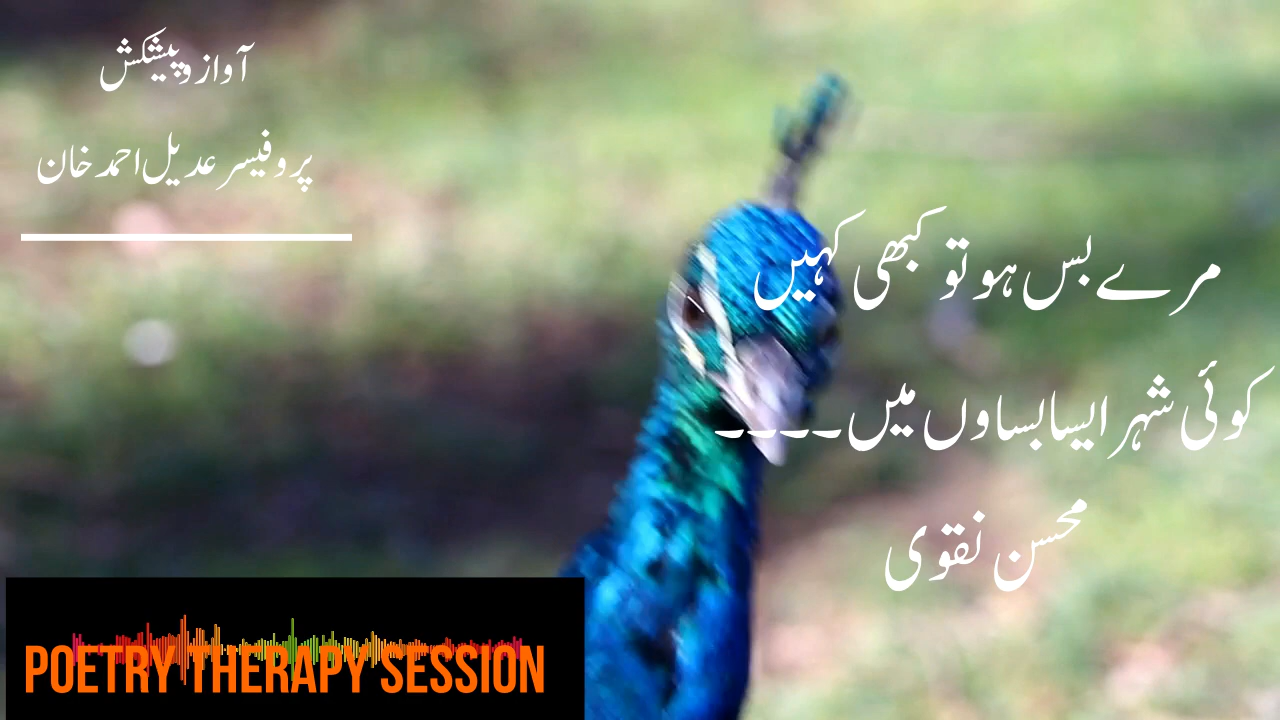 آواز و پیشکش
پروفیسر عدیل احمد خان
مرے بس ہو تو کبھی کہیں
کوئی شہر ایسا بساوں میں۔۔۔۔
محسن نقوی
POETRY THERAPY SESSION